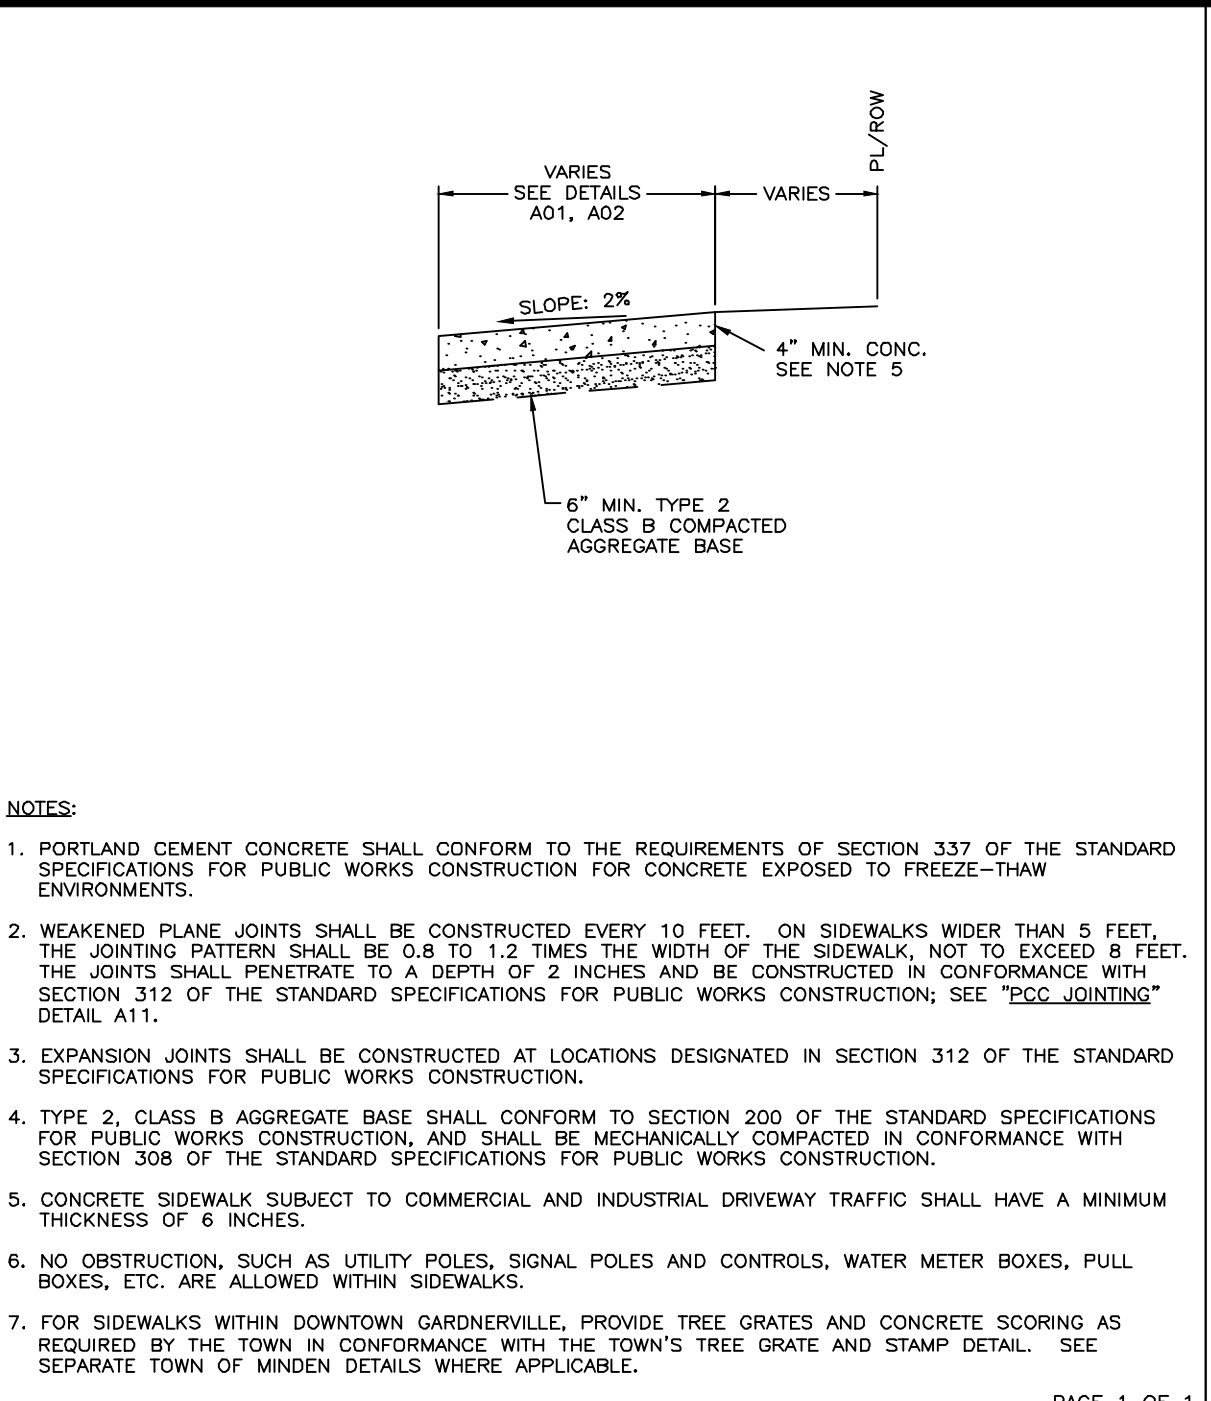 PL/ROW
VARIES
SEE DETAILS
A01, A02
VARIES
SLOPE: 2%
4" MIN. CONC.
SEE NOTE 5
6" MIN. TYPE 2
CLASS B COMPACTED
AGGREGATE BASE
NOTES:
1. PORTLAND CEMENT CONCRETE SHALL CONFORM TO THE REQUIREMENTS OF SECTION 337 OF THE STANDARD
SPECIFICATIONS FOR PUBLIC WORKS CONSTRUCTION FOR CONCRETE EXPOSED TO FREEZE-THAW
ENVIRONMENTS.
2. WEAKENED PLANE JOINTS SHALL BE CONSTRUCTED EVERY 10 FEET. ON SIDEWALKS WIDER THAN 5 FEET,
THE JOINTING PATTERN SHALL BE 0.8 TO 1.2 TIMES THE WIDTH OF THE SIDEWALK, NOT TO EXCEED 8 FEET.
THE JOINTS SHALL PENETRATE TO A DEPTH OF 2 INCHES AND BE CONSTRUCTED IN CONFORMANCE WITH
SECTION 312 OF THE STANDARD SPECIFICATIONS FOR PUBLIC WORKS CONSTRUCTION; SEE "PCC JOINTING"
DETAIL A11.
3. EXPANSION JOINTS SHALL BE CONSTRUCTED AT LOCATIONS DESIGNATED IN SECTION 312 OF THE STANDARD
SPECIFICATIONS FOR PUBLIC WORKS CONSTRUCTION.
4. TYPE 2, CLASS B AGGREGATE BASE SHALL CONFORM TO SECTION 200 OF THE STANDARD SPECIFICATIONS
FOR PUBLIC WORKS CONSTRUCTION, AND SHALL BE MECHANICALLY COMPACTED IN CONFORMANCE WITH
SECTION 308 OF THE STANDARD SPECIFICATIONS FOR PUBLIC WORKS CONSTRUCTION.
5. CONCRETE SIDEWALK SUBJECT TO COMMERCIAL AND INDUSTRIAL DRIVEWAY TRAFFIC SHALL HAVE A MINIMUM
THICKNESS OF 6 INCHES.
6. NO OBSTRUCTION, SUCH AS UTILITY POLES, SIGNAL POLES AND CONTROLS, WATER METER BOXES, PULL
BOXES, ETC. ARE ALLOWED WITHIN SIDEWALKS.
7. FOR SIDEWALKS WITHIN DOWNTOWN GARDNERVILLE, PROVIDE TREE GRATES AND CONCRETE SCORING AS
REQUIRED BY THE TOWN IN CONFORMANCE WITH THE TOWN'S TREE GRATE AND STAMP DETAIL. SEE
SEPARATE TOWN OF MINDEN DETAILS WHERE APPLICABLE.
PAGE 1 OF 1